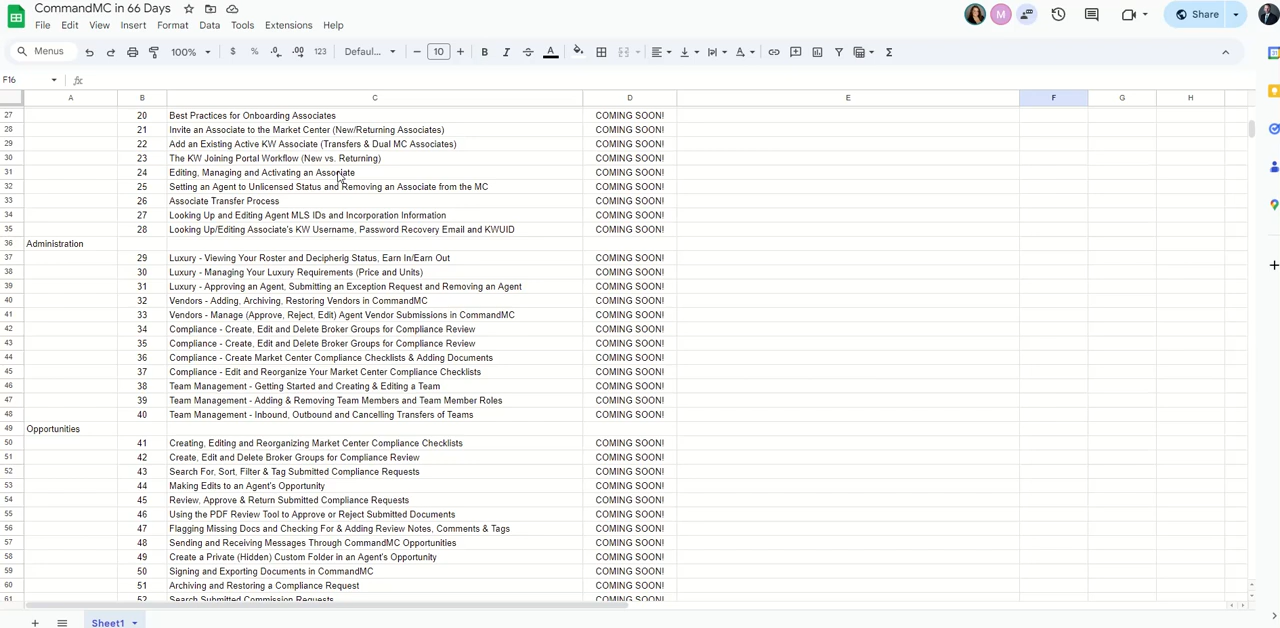 CommandMC in 66 Days
File Edit View Insert Format Data Tools Extensions Help
M
Share
Menus 100% $ % .0 .00 123 Defaul... 10 B I A
F16 fx
A B C D E F G H
27 20 Best Practices for Onboarding Associates COMING SOON!
28 21 Invite an Associate to the Market Center (New/Returning Associates) COMING SOON!
29 22 Add an Existing Active KW Associate (Transfers & Dual MC Associates) COMING SOON!
30 23 The KW Joining Portal Workflow (New vs. Returning) COMING SOON!
31 24 Editing, Managing and Activating an Associate COMING SOON!
32 25 Setting an Agent to Unlicensed Status and Removing an Associate from the MC COMING SOON!
33 26 Associate Transfer Process COMING SOON!
34 27 Looking Up and Editing Agent MLS IDs and Incorporation Information COMING SOON!
35 28 Looking Up/Editing Associate's KW Username, Password Recovery Email and KWUID COMING SOON!
36 Administration
37 29 Luxury - Viewing Your Roster and Decipherig Status, Earn In/Earn Out COMING SOON!
38 30 Luxury - Managing Your Luxury Requirements (Price and Units) COMING SOON!
39 31 Luxury - Approving an Agent, Submitting an Exception Request and Removing an Agent COMING SOON!
40 32 Vendors - Adding, Archiving, Restoring Vendors in CommandMC COMING SOON!
41 33 Vendors - Manage (Approve, Reject, Edit) Agent Vendor Submissions in CommandMC COMING SOON!
42 34 Compliance - Create, Edit and Delete Broker Groups for Compliance Review COMING SOON!
43 35 Compliance - Create, Edit and Delete Broker Groups for Compliance Review COMING SOON!
44 36 Compliance - Create Market Center Compliance Checklists & Adding Documents COMING SOON!
45 37 Compliance - Edit and Reorganize Your Market Center Compliance Checklists COMING SOON!
46 38 Team Management - Getting Started and Creating & Editing a Team COMING SOON!
47 39 Team Management - Adding & Removing Team Members and Team Member Roles COMING SOON!
48 40 Team Management - Inbound, Outbound and Cancelling Transfers of Teams COMING SOON!
49 Opportunities
50 41 Creating, Editing and Reorganizing Market Center Compliance Checklists COMING SOON!
51 42 Create, Edit and Delete Broker Groups for Compliance Review COMING SOON!
52 43 Search For, Sort, Filter & Tag Submitted Compliance Requests COMING SOON!
53 44 Making Edits to an Agent's Opportunity COMING SOON!
54 45 Review, Approve & Return Submitted Compliance Requests COMING SOON!
55 46 Using the PDF Review Tool to Approve or Reject Submitted Documents COMING SOON!
56 47 Flagging Missing Docs and Checking For & Adding Review Notes, Comments & Tags COMING SOON!
57 48 Sending and Receiving Messages Through CommandMC Opportunities COMING SOON!
58 49 Create a Private (Hidden) Custom Folder in an Agent's Opportunity COMING SOON!
59 50 Signing and Exporting Documents in CommandMC COMING SOON!
60 51 Archiving and Restoring a Compliance Request COMING SOON!
61 52 Search Submitted Commission Requests COMING SOON!
Sheet1